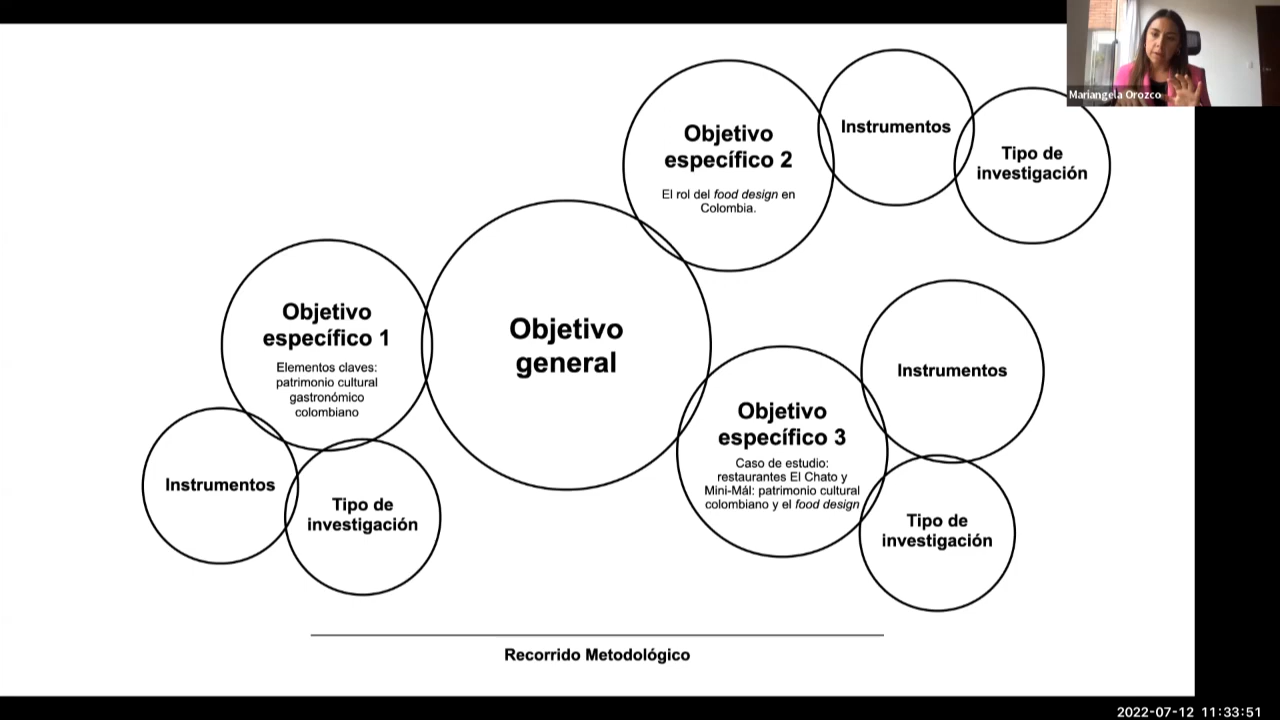 Mariangela Orozco
Objetivo
específico 2
El rol del food design en
Colombia.
Instrumentos
Tipo de
investigación
Objetivo
específico 1
Elementos claves:
patrimonio cultural
gastronómico
colombiano
Objetivo
general
Instrumentos
Objetivo
específico 3
Caso de estudio:
restaurantes El Chato y
Mini-Mál: patrimonio cultural
colombiano y el food design
Instrumentos
Tipo de
investigación
Tipo de
investigación
Recorrido Metodológico
2022-07-12 11:33:51